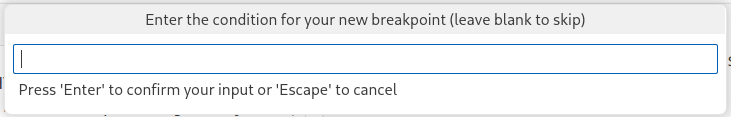 Enter the condition for your new breakpoint (leave blank to skip)
Press 'Enter' to confirm your input or 'Escape' to cancel